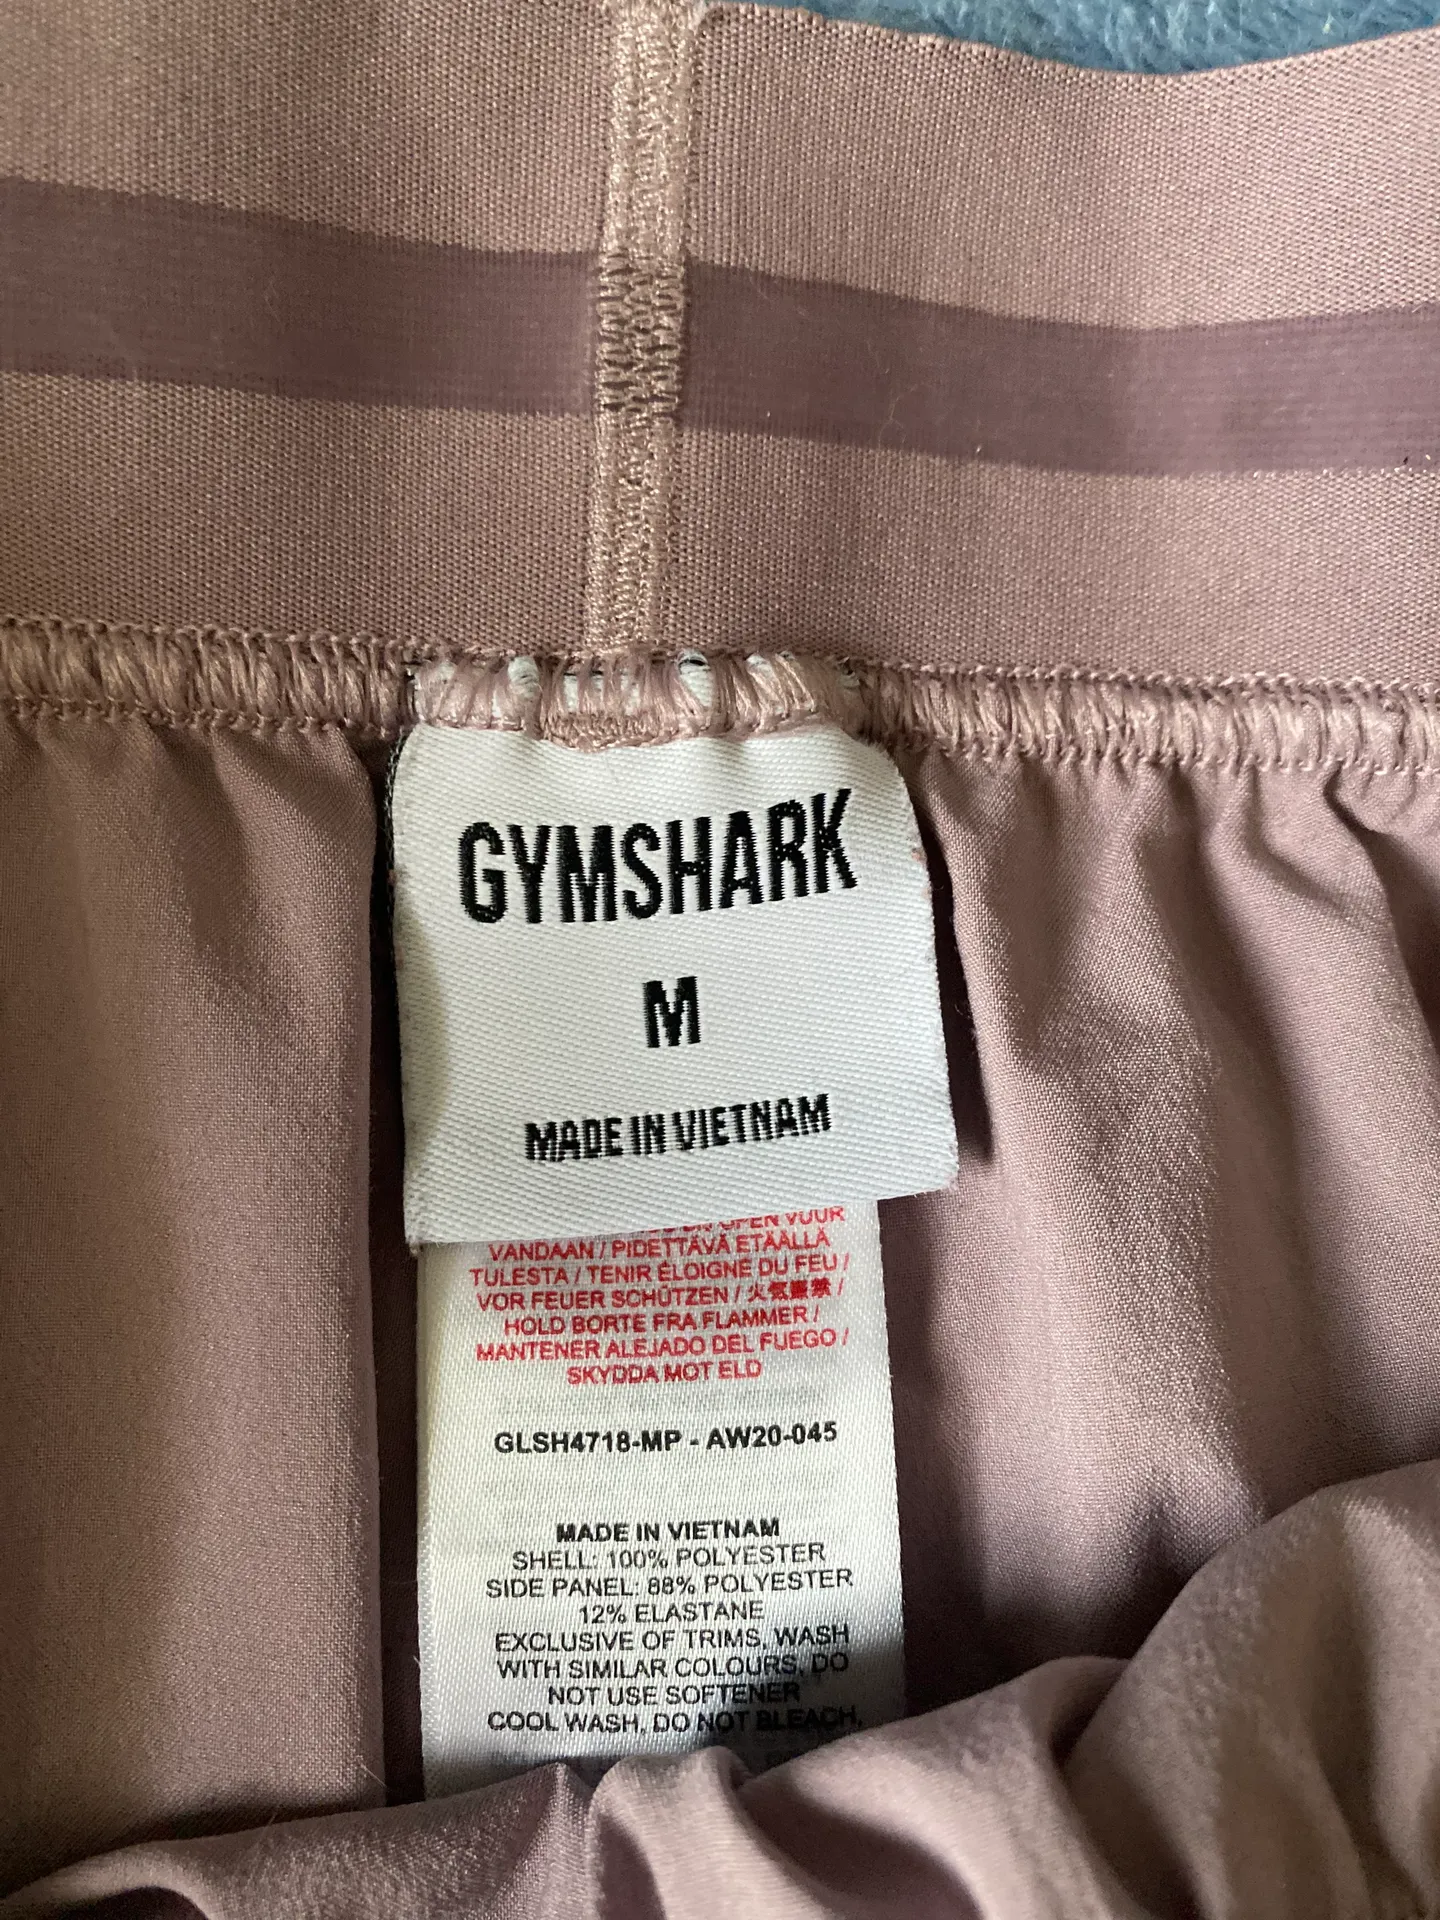 GYMSHARK
M
MADE IN VIETNAM
OPEN VUUR
VANDAAN / PIDETTÄVÄ ETÄÄLLÄ
TULESTA / TENIR ÉLOIGNE DU FEU /
VOR FEUER SCHÜTZEN / 火気厳禁 /
HOLD BORTE FRA FLAMMER /
MANTENER ALEJADO DEL FUEGO /
SKYDDA MOT ELD
GLSH4718-MP - AW20-045
MADE IN VIETNAM
SHELL: 100% POLYESTER
SIDE PANEL: 88% POLYESTER
12% ELASTANE
EXCLUSIVE OF TRIMS, WASH
WITH SIMILAR COLOURS, DO
NOT USE SOFTENER
COOL WASH, DO NOT BLEACH,